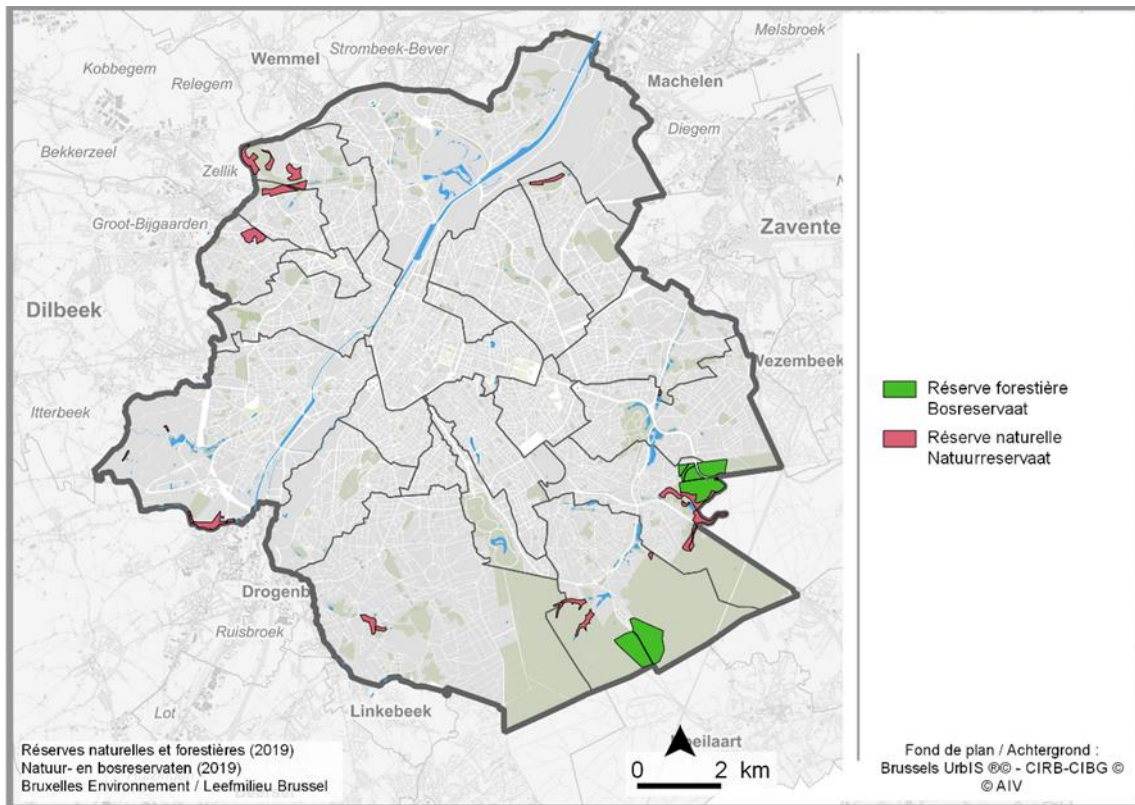 Melsbroek
Strombeek-Bever
Wemmel
Kobbegem
Machelen
Relegem
Diegem
Bekkerzeel
Zellik
Groot-Bijgaarden
Zavente
Dilbeek
Wezembeek
Itterbeek
Réserve forestière
Bosreservaat
Réserve naturelle
Natuurreservaat
Drogenb
Ruisbroek
Linkebeek
Lot
eilaart
0 2 km
Réserves naturelles et forestières (2019)
Natuur- en bosreservaten (2019)
Bruxelles Environnement / Leefmilieu Brussel
Fond de plan / Achtergrond :
Brussels UrbIS ®© - CIRB-CIBG ©
© AIV